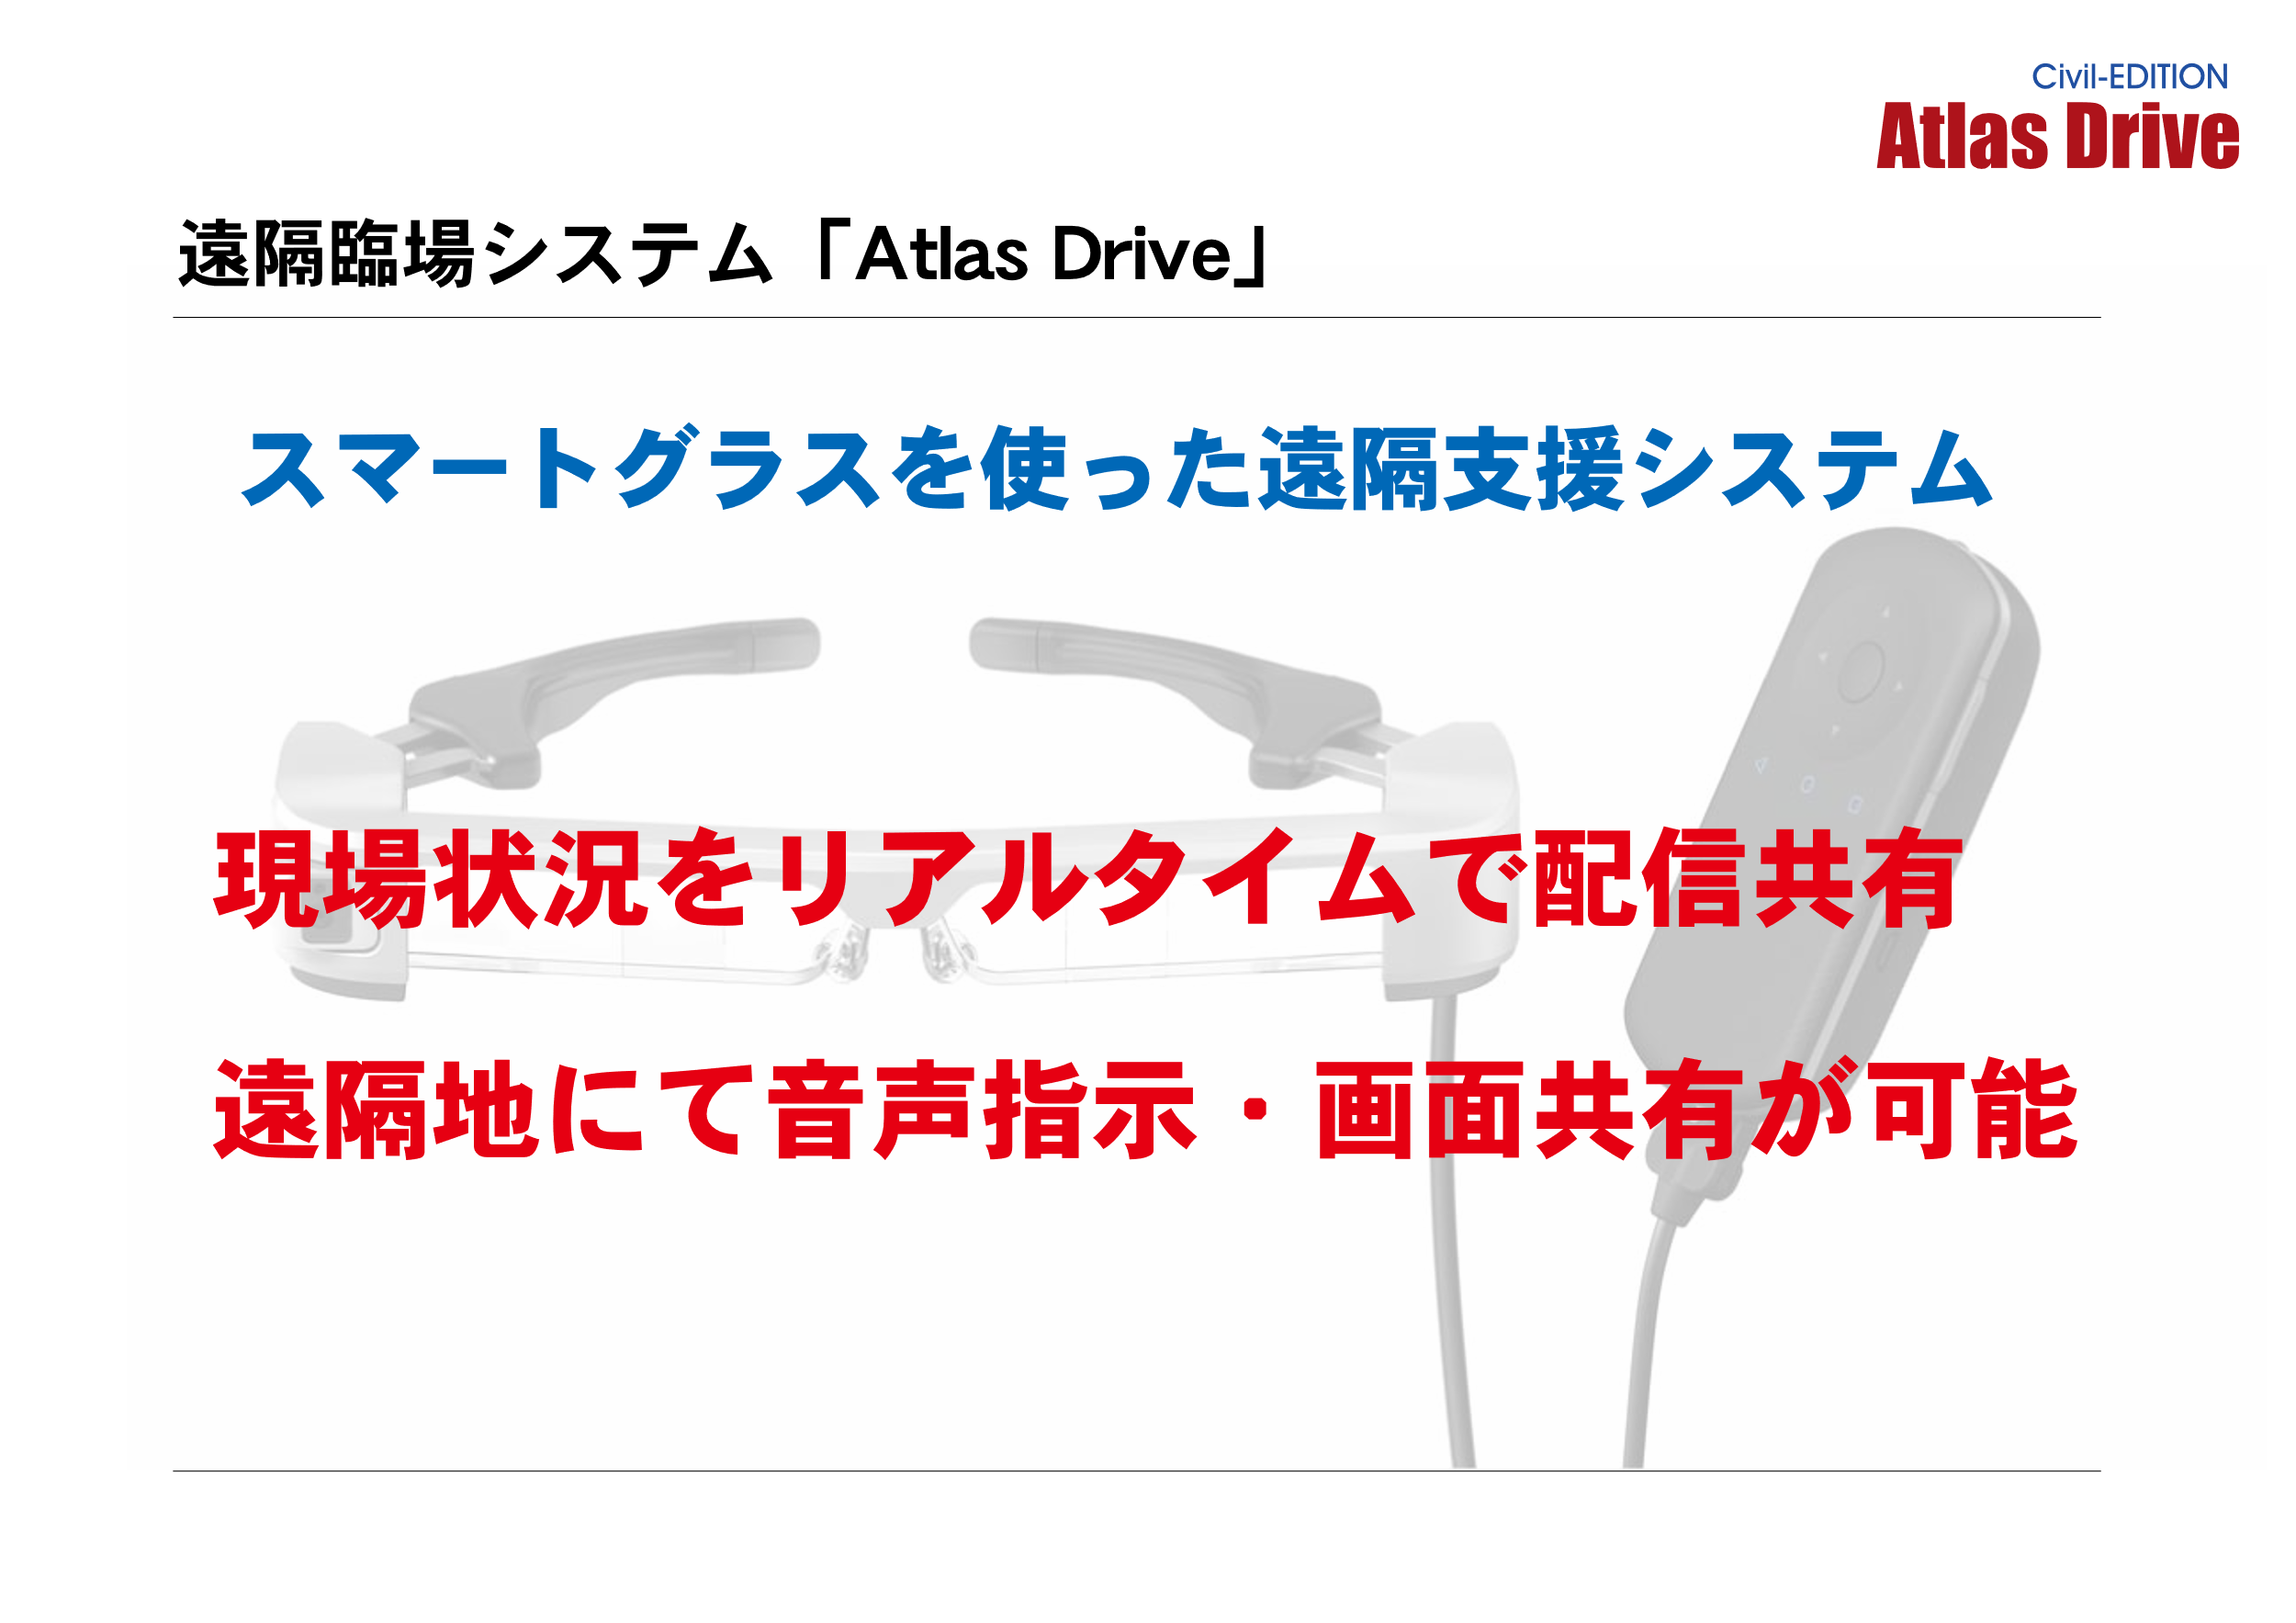 Civil-EDITION
Atlas Drive
遠隔臨場システム「Atlas Drive」
スマートグラスを使った遠隔支援システム
現場状況をリアルタイムで配信共有
遠隔地にて音声指示・画面共有が可能